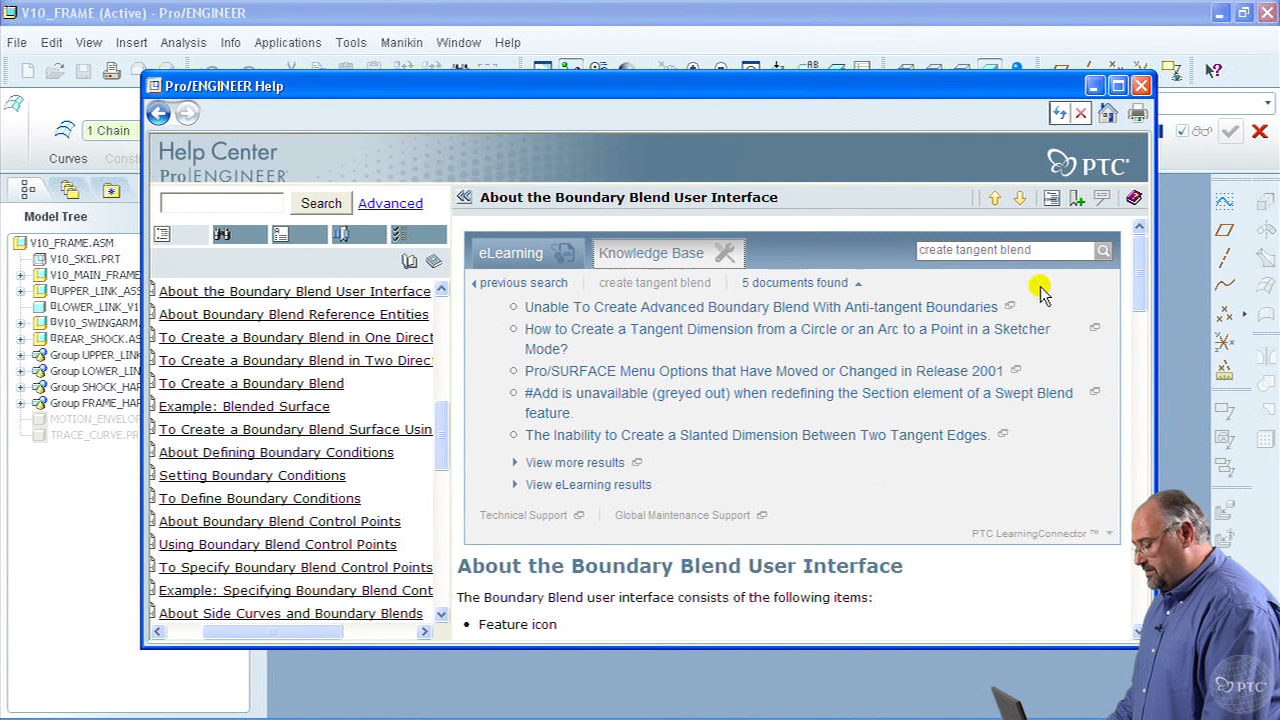 V10_FRAME (Active) - Pro/ENGINEER
File Edit View Insert Analysis Info Applications Tools Manikin Window Help
Pro/ENGINEER Help
1 Chain
Curves
Help Center
Pro|ENGINEER
PTC
Search Advanced
About the Boundary Blend User Interface
Model Tree
V10_FRAME.ASM
V10_SKEL.PRT
V10_MAIN_FRAME
UPPER_LINK_ASS
LOWER_LINK_V1
V10_SWINGARM.
REAR_SHOCK.AS
Group UPPER_LINK
Group LOWER_LINK
Group SHOCK_HAR
Group FRAME_HAR
MOTION_ENVELOP
TRACE_CURVE.PR
About the Boundary Blend User Interface
About Boundary Blend Reference Entities
To Create a Boundary Blend in One Direct
To Create a Boundary Blend in Two Direc
To Create a Boundary Blend
Example: Blended Surface
To Create a Boundary Blend Surface Usin
About Defining Boundary Conditions
Setting Boundary Conditions
To Define Boundary Conditions
About Boundary Blend Control Points
Using Boundary Blend Control Points
To Specify Boundary Blend Control Points
Example: Specifying Boundary Blend Cont
About Side Curves and Boundary Blends
eLearning Knowledge Base create tangent blend
previous search create tangent blend 5 documents found
Unable To Create Advanced Boundary Blend With Anti-tangent Boundaries
How to Create a Tangent Dimension from a Circle or an Arc to a Point in a Sketcher
Mode?
Pro/SURFACE Menu Options that Have Moved or Changed in Release 2001
#Add is unavailable (greyed out) when redefining the Section element of a Swept Blend
feature.
The Inability to Create a Slanted Dimension Between Two Tangent Edges.
View more results
View eLearning results
Technical Support Global Maintenance Support
PTC LearningConnector ™
About the Boundary Blend User Interface
The Boundary Blend user interface consists of the following items:
• Feature icon
PTC